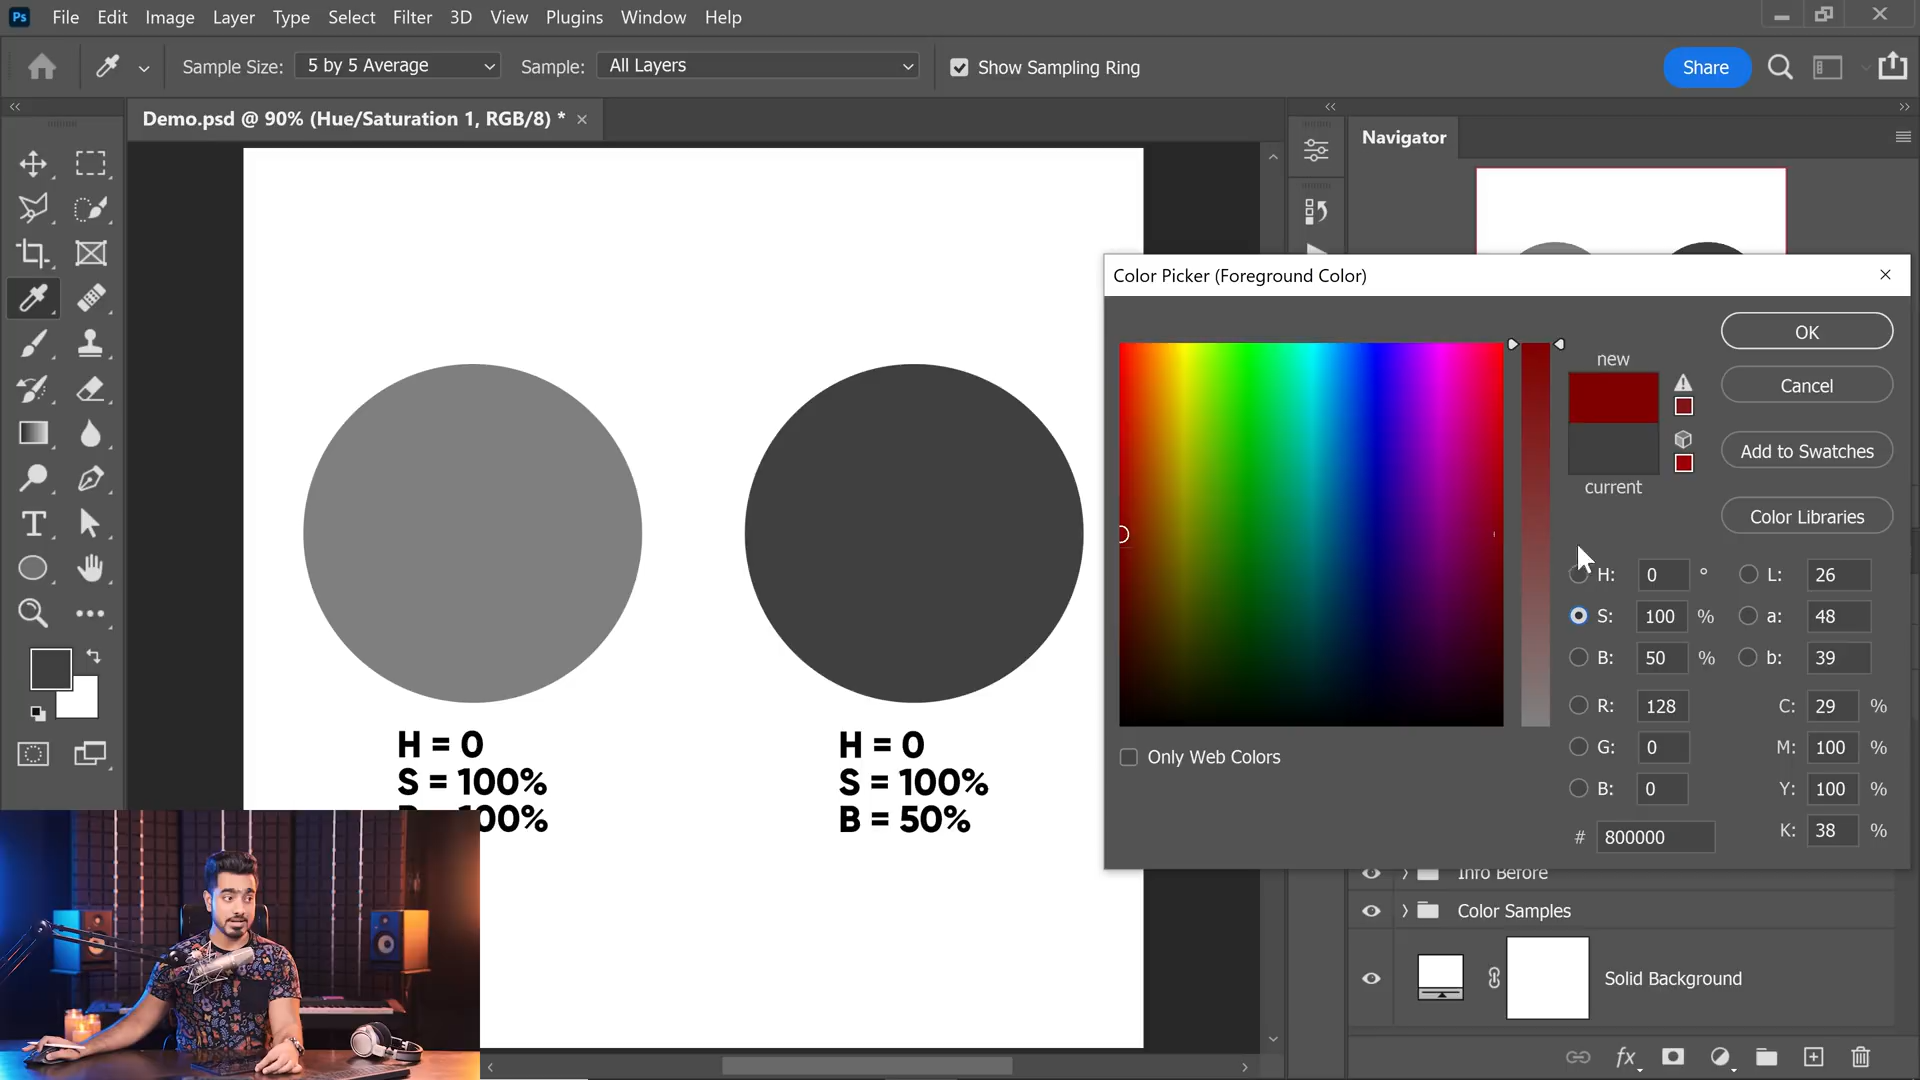 Ps File Edit Image Layer Type Select Filter 3D View Plugins Window Help
Sample Size: 5 by 5 Average Sample: All Layers Show Sampling Ring Share
Demo.psd @ 90% (Hue/Saturation 1, RGB/8) *
Navigator
Color Picker (Foreground Color)
OK
new
Cancel
Add to Swatches
current
Color Libraries
H: 0 ° L: 26
S: 100 % a: 48
B: 50 % b: 39
R: 128 C: 29 %
G: 0 M: 100 %
B: 0 Y: 100 %
# 800000 K: 38 %
Only Web Colors
H = 0
S = 100%
B = 100%
H = 0
S = 100%
B = 50%
Info Before
Color Samples
Solid Background
fx